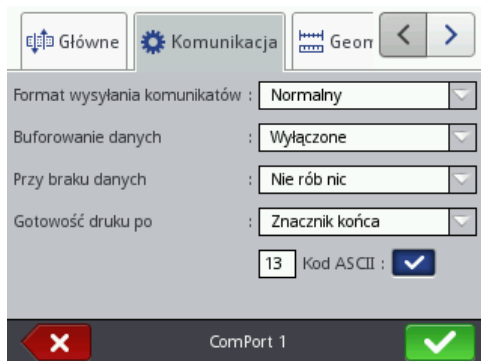 Główne Komunikacja Geom
Format wysyłania komunikatów : Normalny
Buforowanie danych : Wyłączone
Przy braku danych : Nie rób nic
Gotowość druku po : Znacznik końca
13 Kod ASCII :
ComPort 1